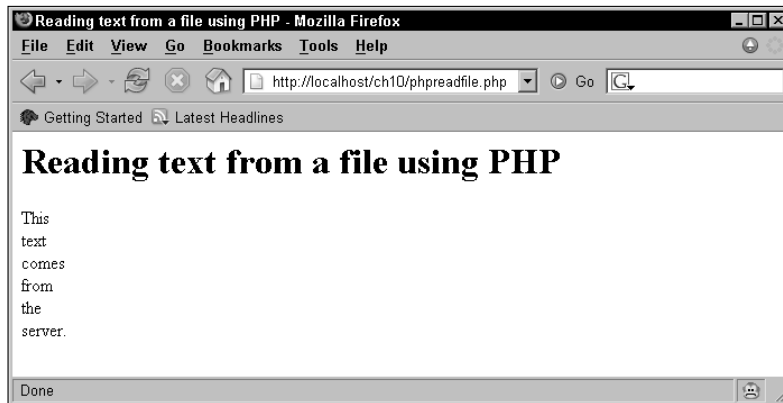 Reading text from a file using PHP - Mozilla Firefox
File Edit View Go Bookmarks Tools Help
http://localhost/ch10/phpreadfile.php Go G
Getting Started Latest Headlines
Reading text from a file using PHP
This
text
comes
from
the
server.
Done